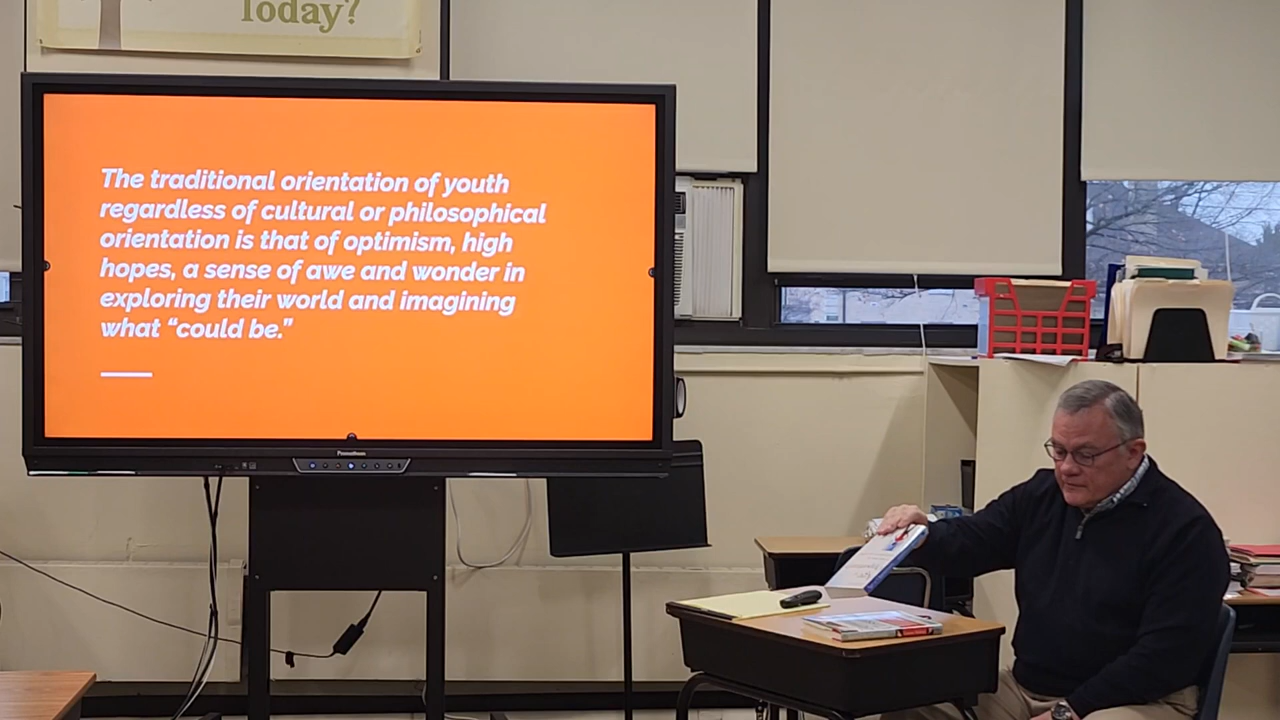 Today?
The traditional orientation of youth
regardless of cultural or philosophical
orientation is that of optimism, high
hopes, a sense of awe and wonder in
exploring their world and imagining
what “could be.”
Promethean